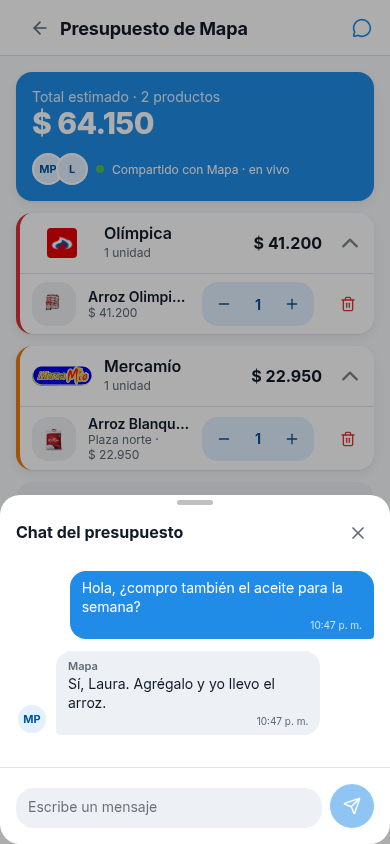 Presupuesto de Mapa
Total estimado · 2 productos
$ 64.150
MP
L
Compartido con Mapa · en vivo
Olímpica
1 unidad
$ 41.200
Arroz Olimpi...
$ 41.200
1
MercaMío
Mercamío
1 unidad
$ 22.950
Arroz Blanqu...
Plaza norte ·
$ 22.950
1
Chat del presupuesto
Hola, ¿compro también el aceite para la
semana?
10:47 p. m.
Mapa
Sí, Laura. Agrégalo y yo llevo el
arroz.
10:47 p. m.
MP
Escribe un mensaje